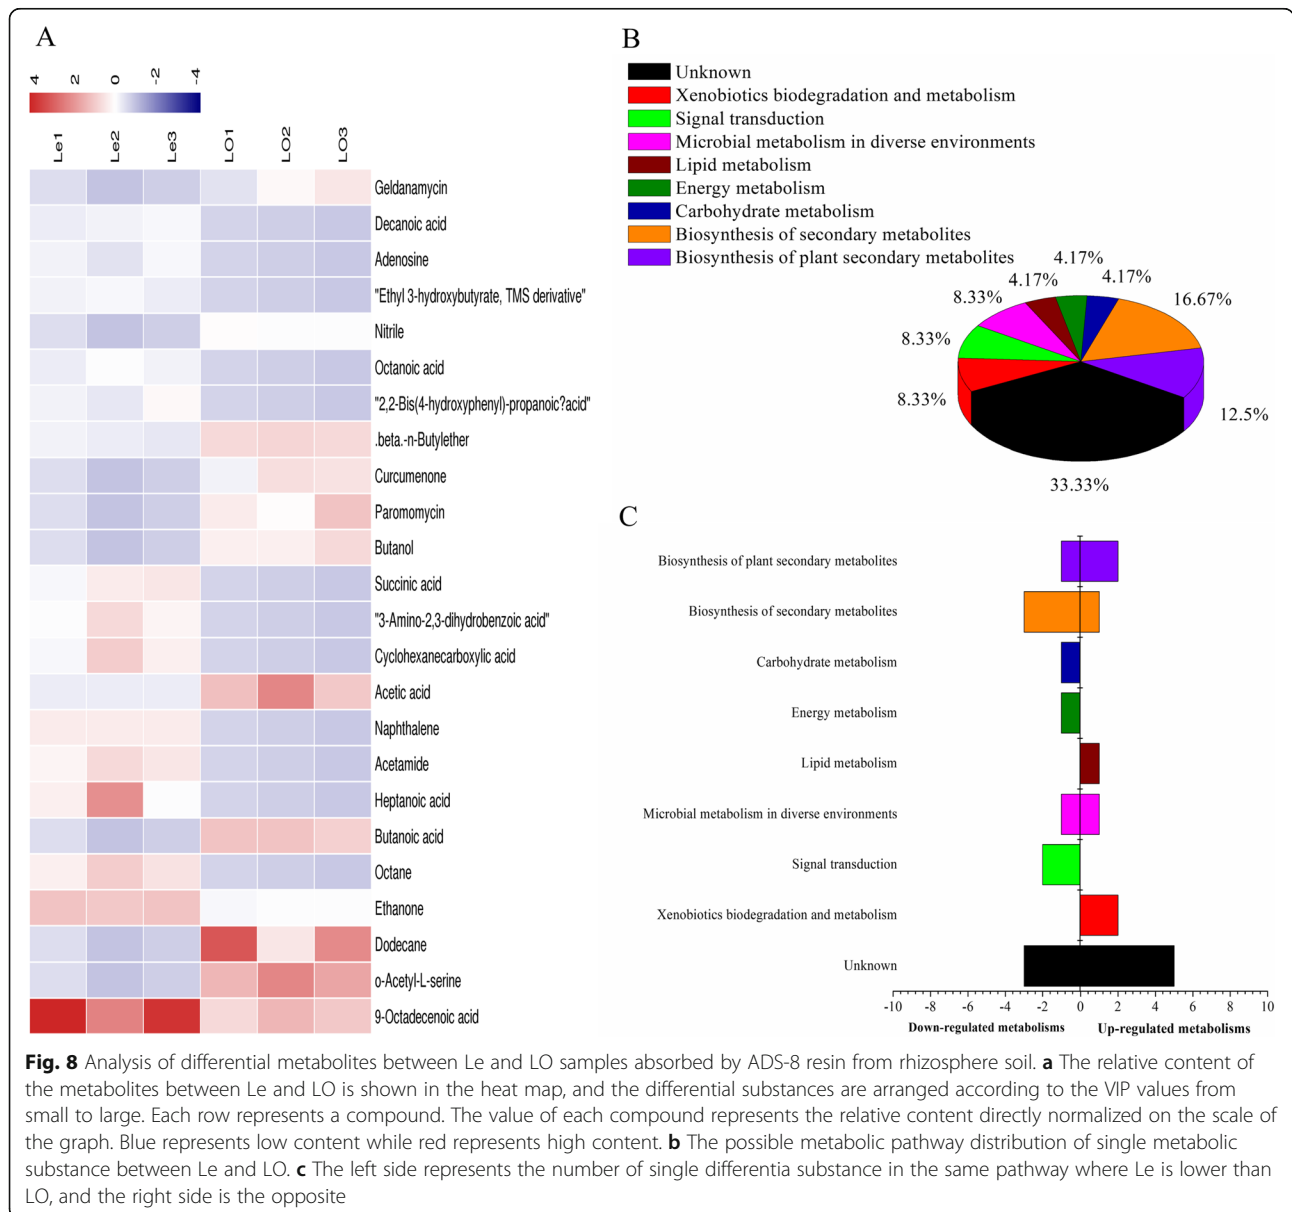 A
4
2
0
-2
-4
Le1
Le2
Le3
LO1
LO2
LO3
Geldanamycin
Decanoic acid
Adenosine
"Ethyl 3-hydroxybutyrate, TMS derivative"
Nitrile
Octanoic acid
"2,2-Bis(4-hydroxyphenyl)-propanoic?acid"
.beta.-n-Butylether
Curcumenone
Paromomycin
Butanol
Succinic acid
"3-Amino-2,3-dihydrobenzoic acid"
Cyclohexanecarboxylic acid
Acetic acid
Naphthalene
Acetamide
Heptanoic acid
Butanoic acid
Octane
Ethanone
Dodecane
o-Acetyl-L-serine
9-Octadecenoic acid
B
Unknown
Xenobiotics biodegradation and metabolism
Signal transduction
Microbial metabolism in diverse environments
Lipid metabolism
Energy metabolism
Carbohydrate metabolism
Biosynthesis of secondary metabolites
Biosynthesis of plant secondary metabolites
4.17%
4.17%
4.17%
8.33%
16.67%
8.33%
8.33%
12.5%
33.33%
C
Biosynthesis of plant secondary metabolites
Biosynthesis of secondary metabolites
Carbohydrate metabolism
Energy metabolism
Lipid metabolism
Microbial metabolism in diverse environments
Signal transduction
Xenobiotics biodegradation and metabolism
Unknown
-10 -8 -6 -4 -2 0 2 4 6 8 10
Down-regulated metabolisms Up-regulated metabolisms
Fig. 8 Analysis of differential metabolites between Le and LO samples absorbed by ADS-8 resin from rhizosphere soil. a The relative content of
the metabolites between Le and LO is shown in the heat map, and the differential substances are arranged according to the VIP values from
small to large. Each row represents a compound. The value of each compound represents the relative content directly normalized on the scale of
the graph. Blue represents low content while red represents high content. b The possible metabolic pathway distribution of single metabolic
substance between Le and LO. c The left side represents the number of single differentia substance in the same pathway where Le is lower than
LO, and the right side is the opposite